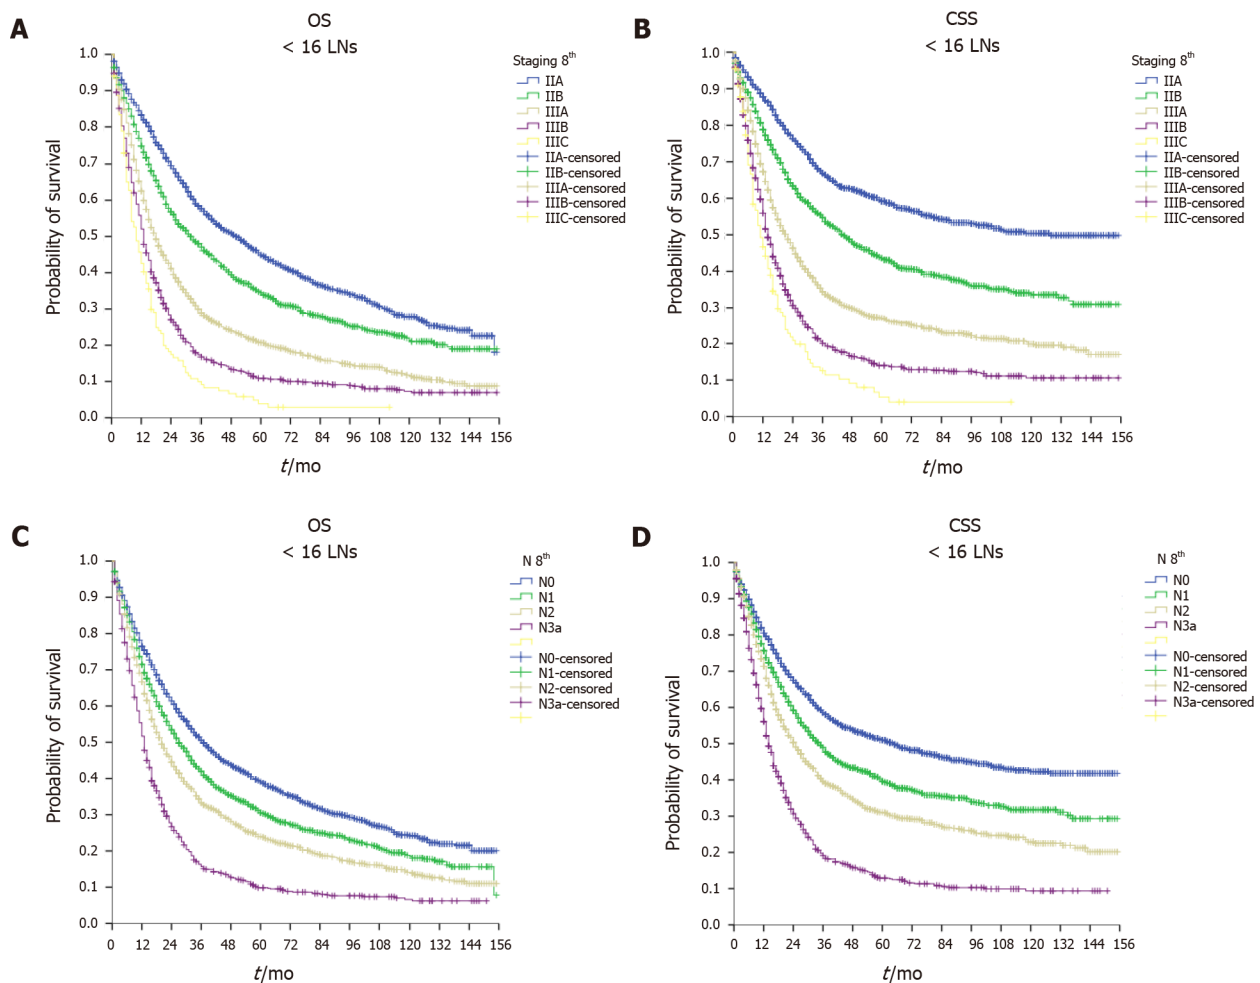 A
OS
< 16 LNs
Staging 8th
IIA
IIB
IIIA
IIIB
IIIC
IIA-censored
IIB-censored
IIIA-censored
IIIB-censored
IIIC-censored
Probability of survival
1.0
0.9
0.8
0.7
0.6
0.5
0.4
0.3
0.2
0.1
0.0
0 12 24 36 48 60 72 84 96 108 120 132 144 156
t/mo
B
CSS
< 16 LNs
Staging 8th
IIA
IIB
IIIA
IIIB
IIIC
IIA-censored
IIB-censored
IIIA-censored
IIIB-censored
IIIC-censored
Probability of survival
1.0
0.9
0.8
0.7
0.6
0.5
0.4
0.3
0.2
0.1
0.0
0 12 24 36 48 60 72 84 96 108 120 132 144 156
t/mo
C
OS
< 16 LNs
N 8th
N0
N1
N2
N3a
N0-censored
N1-censored
N2-censored
N3a-censored
Probability of survival
1.0
0.9
0.8
0.7
0.6
0.5
0.4
0.3
0.2
0.1
0.0
0 12 24 36 48 60 72 84 96 108 120 132 144 156
t/mo
D
CSS
< 16 LNs
N 8th
N0
N1
N2
N3a
N0-censored
N1-censored
N2-censored
N3a-censored
Probability of survival
1.0
0.9
0.8
0.7
0.6
0.5
0.4
0.3
0.2
0.1
0.0
0 12 24 36 48 60 72 84 96 108 120 132 144 156
t/mo